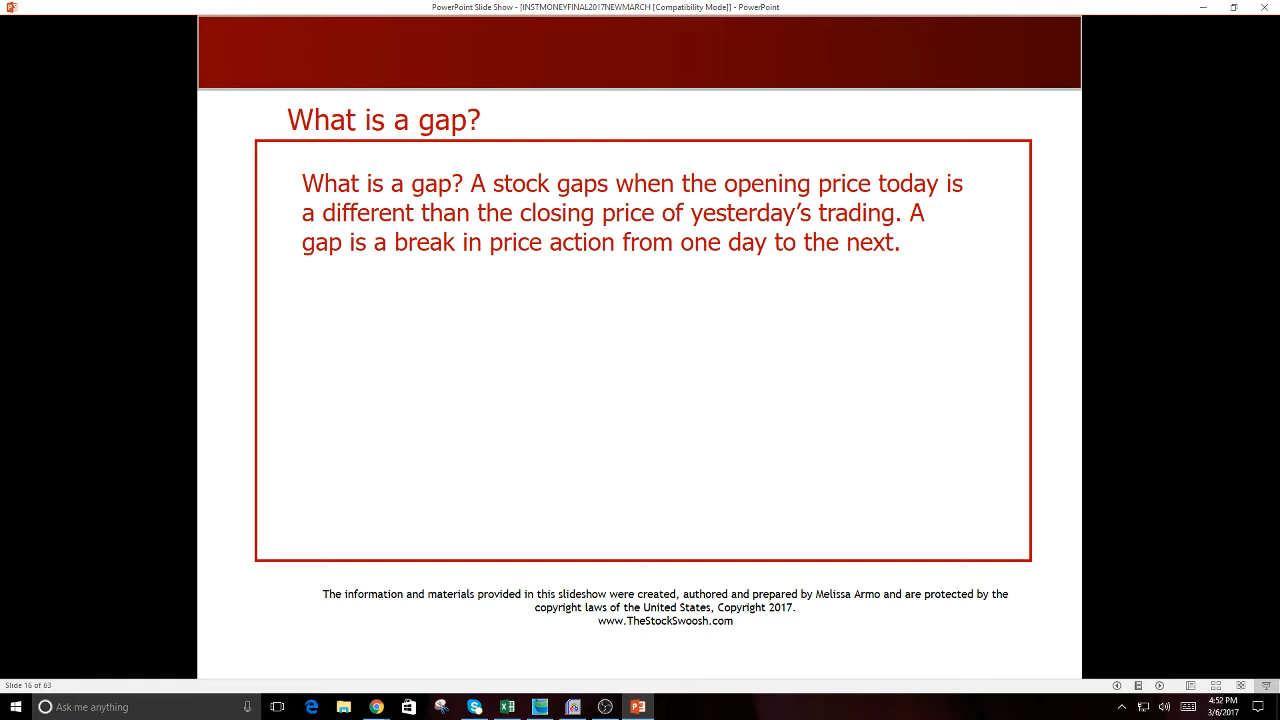 PowerPoint Slide Show - [INSTMONEYFINAL2017NEWMARCH [Compatibility Mode]] - PowerPoint
What is a gap?
What is a gap? A stock gaps when the opening price today is
a different than the closing price of yesterday’s trading. A
gap is a break in price action from one day to the next.
The information and materials provided in this slideshow were created, authored and prepared by Melissa Armo and are protected by the
copyright laws of the United States, Copyright 2017.
www.TheStockSwoosh.com
Slide 16 of 63
Ask me anything
4:52 PM
3/6/2017